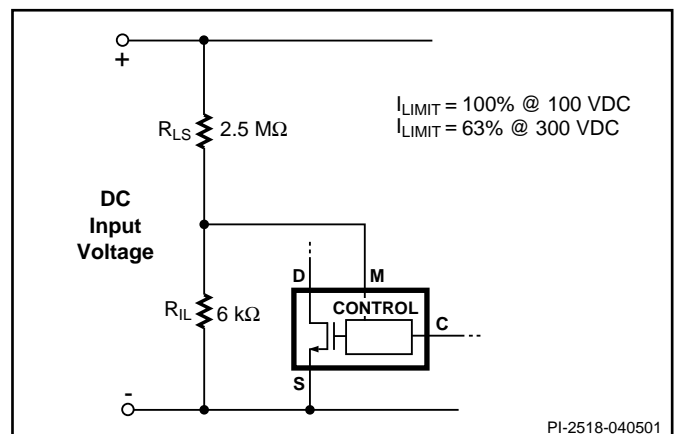 +
R_LS 2.5 MΩ
I_LIMIT = 100% @ 100 VDC
I_LIMIT = 63% @ 300 VDC
DC
Input
Voltage
D M
CONTROL
C
R_IL 6 kΩ
S
-
PI-2518-040501